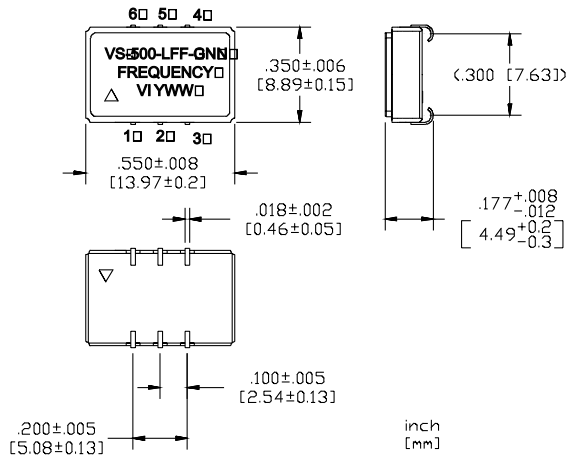 6□ 5□ 4□
VS-500-LFF-GNN□
FREQUENCY□
VI YWW□
1□ 2□ 3□
.350±.006
[8.89±0.15]
(.300 [7.63])
.550±.008
[13.97±0.2]
.177+.008
-.012
[4.49+0.2
-0.3]
.018±.002
[0.46±0.05]
.100±.005
[2.54±0.13]
.200±.005
[5.08±0.13]
inch
[mm]